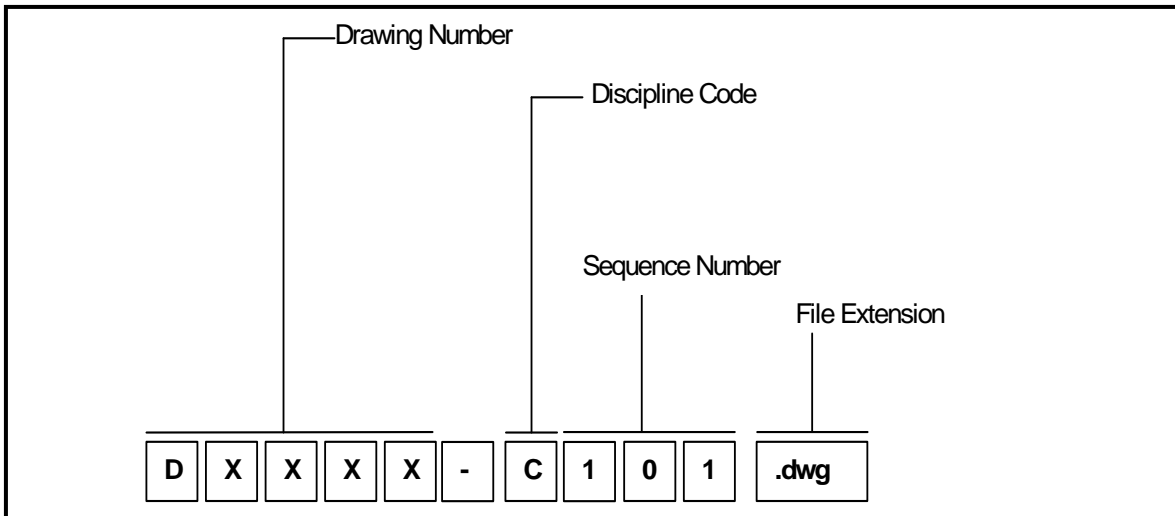 Drawing Number
Discipline Code
Sequence Number
File Extension
D X X X X - C 1 0 1 .dwg